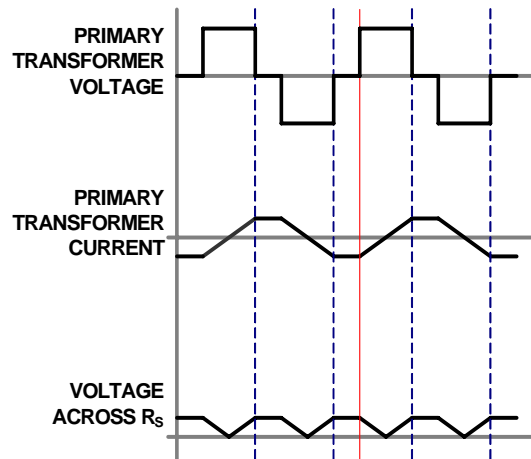 PRIMARY
TRANSFORMER
VOLTAGE
PRIMARY
TRANSFORMER
CURRENT
VOLTAGE
ACROSS RS